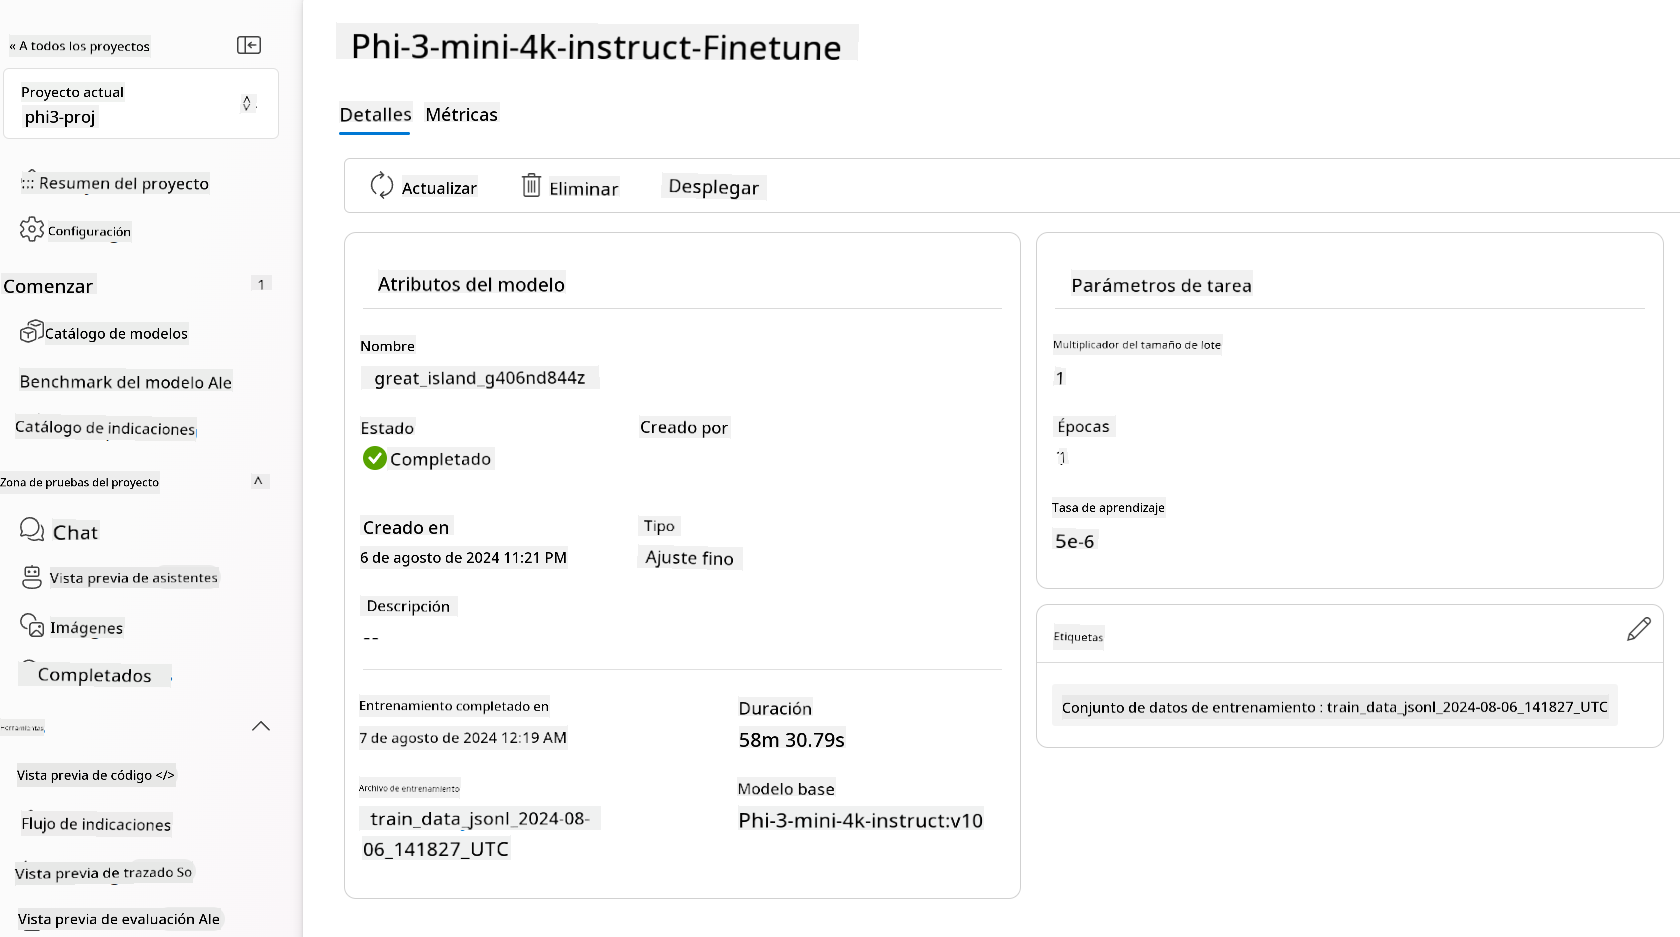 « A todos los proyectos
Proyecto actual
phi3-proj
Resumen del proyecto
Configuración
Comenzar
1
Catálogo de modelos
Benchmark del modelo Ale
Catálogo de indicaciones
Zona de pruebas del proyecto
Chat
Vista previa de asistentes
Imágenes
Completados
Herramientas
Vista previa de código </>
Flujo de indicaciones
Vista previa de trazado So
Vista previa de evaluación Ale
Phi-3-mini-4k-instruct-Finetune
Detalles Métricas
Actualizar Eliminar Desplegar
Atributos del modelo
Nombre
great_island_g406nd844z
Estado
Completado
Creado por
Creado en
6 de agosto de 2024 11:21 PM
Tipo
Ajuste fino
Descripción
--
Entrenamiento completado en
7 de agosto de 2024 12:19 AM
Duración
58m 30.79s
Archivo de entrenamiento
train_data_jsonl_2024-08-
06_141827_UTC
Modelo base
Phi-3-mini-4k-instruct:v10
Parámetros de tarea
Multiplicador del tamaño de lote
1
Épocas
1
Tasa de aprendizaje
5e-6
Etiquetas
Conjunto de datos de entrenamiento : train_data_jsonl_2024-08-06_141827_UTC